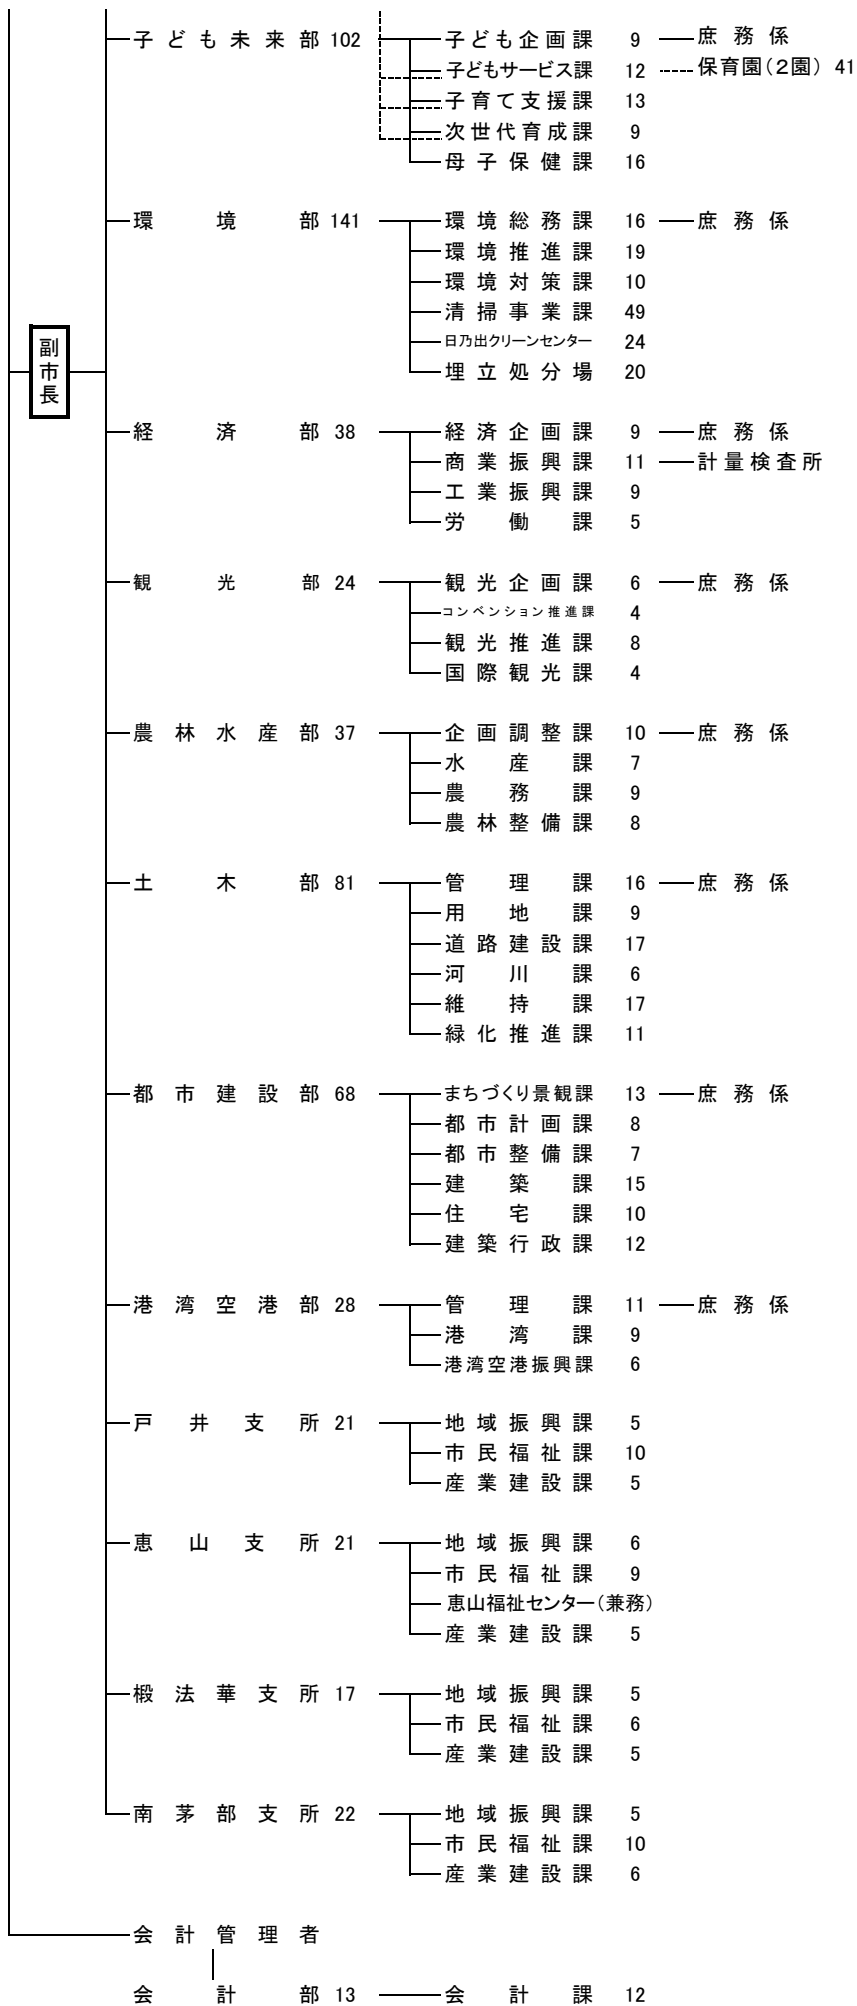 子ども未来部 102 子ども企画課 9 庶務係
子どもサービス課 12 保育園(2園) 41
子育て支援課 13
次世代育成課 9
母子保健課 16
環境部 141 環境総務課 16 庶務係
環境推進課 19
環境対策課 10
清掃事業課 49
日乃出クリーンセンター 24
埋立処分場 20
副市長
経済部 38 経済企画課 9 庶務係
商業振興課 11 計量検査所
工業振興課 9
労働課 5
観光部 24 観光企画課 6 庶務係
コンベンション推進課 4
観光推進課 8
国際観光課 4
農林水産部 37 企画調整課 10 庶務係
水産課 7
農務課 9
農林整備課 8
土木部 81 管理課 16 庶務係
用地課 9
道路建設課 17
河川課 6
維持課 17
緑化推進課 11
都市建設部 68 まちづくり景観課 13 庶務係
都市計画課 8
都市整備課 7
建築課 15
住宅課 10
建築行政課 12
港湾空港部 28 管理課 11 庶務係
港湾課 9
港湾空港振興課 6
戸井支所 21 地域振興課 5
市民福祉課 10
産業建設課 5
恵山支所 21 地域振興課 6
市民福祉課 9
恵山福祉センター(兼務)
産業建設課 5
椴法華支所 17 地域振興課 5
市民福祉課 6
産業建設課 5
南茅部支所 22 地域振興課 5
市民福祉課 10
産業建設課 6
会計管理者
会計部 13 会計課 12